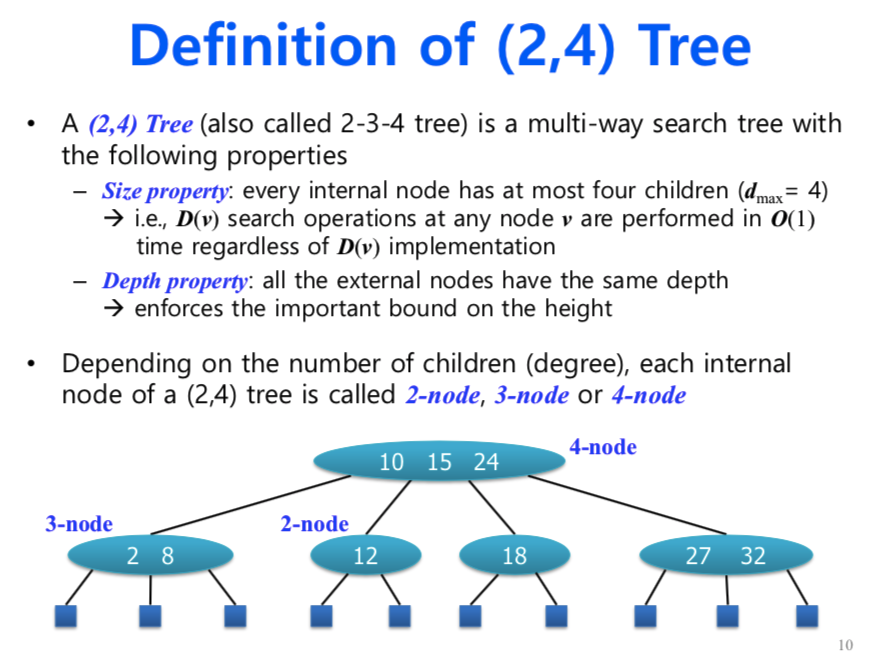 Definition of (2,4) Tree
• A (2,4) Tree (also called 2-3-4 tree) is a multi-way search tree with
the following properties
– Size property: every internal node has at most four children (dmax= 4)
→ i.e., D(v) search operations at any node v are performed in O(1)
time regardless of D(v) implementation
– Depth property: all the external nodes have the same depth
→ enforces the important bound on the height
• Depending on the number of children (degree), each internal
node of a (2,4) tree is called 2-node, 3-node or 4-node
4-node
10 15 24
3-node 2-node
2 8 12 18 27 32
10